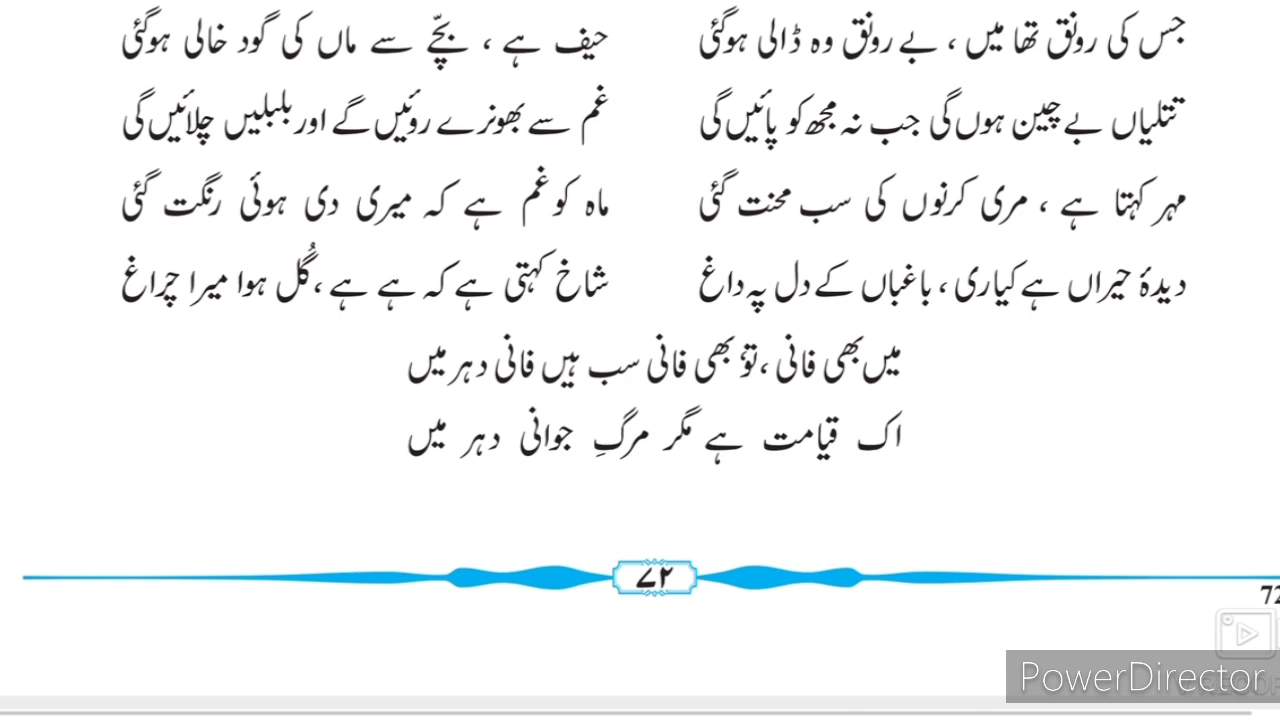 جس کی رونق تھا میں ، بے رونق وہ ڈالی ہوگئی حیف ہے ، بچّے سے ماں کی گود خالی ہوگئی
تتلیاں بے چین ہوں گی جب نہ مجھ کو پائیں گی غم سے بھونرے روئیں گے اور بلبلیں چلائیں گی
مہر کہتا ہے ، مری کرنوں کی سب محنت گئی ماہ کو غم ہے کہ میری دی ہوئی رنگت گئی
دیدۂ حیراں ہے کیاری ، باغباں کے دل پہ داغ شاخ کہتی ہے کہ ہے ہے ، گُل ہوا میرا چراغ
میں بھی فانی ، توٗ بھی فانی سب ہیں فانی دہر میں
اک قیامت ہے مگر مرگِ جوانی دہر میں
۷۲
72
PowerDirector